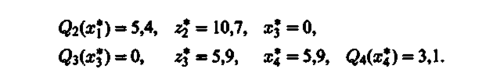 Q₂(x₁*) = 5,4, z₂* = 10,7, x₃* = 0,
Q₃(x₃*) = 0, z₃* = 5,9, x₄* = 5,9, Q₄(x₄*) = 3,1.